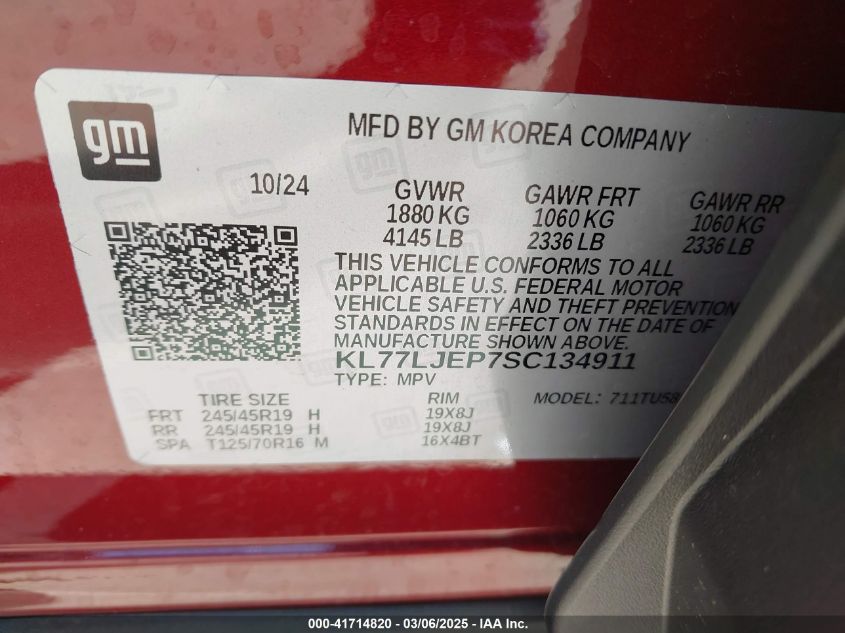 gm
MFD BY GM KOREA COMPANY
10/24 GVWR GAWR FRT GAWR RR
1880 KG 1060 KG 1060 KG
4145 LB 2336 LB 2336 LB
THIS VEHICLE CONFORMS TO ALL
APPLICABLE U.S. FEDERAL MOTOR
VEHICLE SAFETY AND THEFT PREVENTION
STANDARDS IN EFFECT ON THE DATE OF
MANUFACTURE SHOWN ABOVE.
KL77LJEP7SC134911
TYPE: MPV MODEL: 711TU58
TIRE SIZE RIM
FRT 245/45R19 H 19X8J
RR 245/45R19 H 19X8J
SPA T125/70R16 M 16X4BT
000-41714820 - 03/06/2025 - IAA Inc.